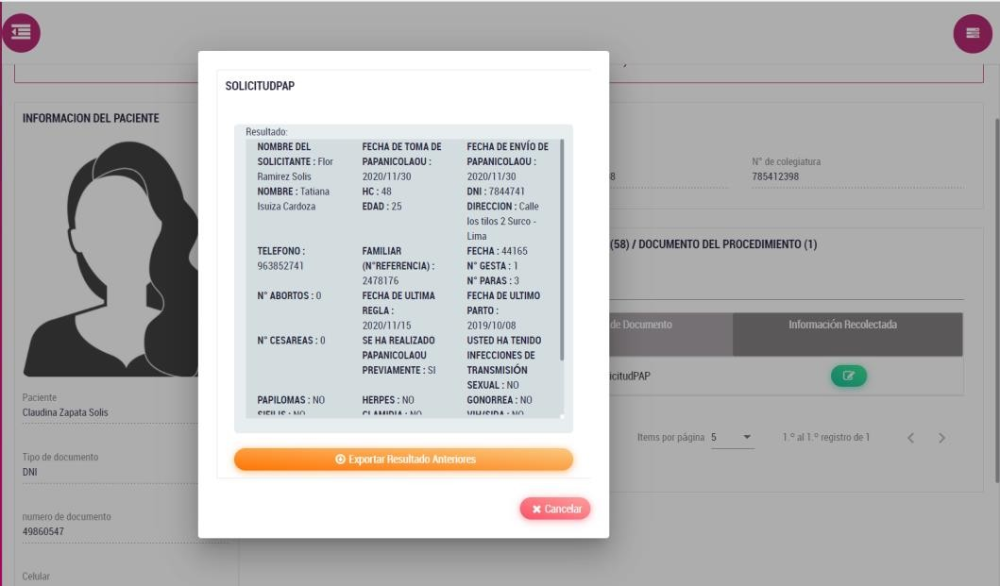 INFORMACION DEL PACIENTE
Paciente
Claudina Zapata Solis
Tipo de documento
DNI
numero de documento
49860547
Celular
SOLICITUDPAP
Resultado:
NOMBRE DEL
SOLICITANTE : Flor
Ramirez Solis
NOMBRE : Tatiana
Isuiza Cardoza
FECHA DE TOMA DE
PAPANICOLAOU :
2020/11/30
HC : 48
EDAD : 25
FECHA DE ENVÍO DE
PAPANICOLAOU :
2020/11/30
DNI : 7844741
DIRECCION : Calle
los tilos 2 Surco -
Lima
TELEFONO :
963852741
FAMILIAR
(N°REFERENCIA) :
2478176
FECHA : 44165
N° GESTA : 1
N° PARAS : 3
N° ABORTOS : 0
FECHA DE ULTIMA
REGLA :
2020/11/15
FECHA DE ULTIMO
PARTO :
2019/10/08
N° CESAREAS : 0
SE HA REALIZADO
PAPANICOLAOU
PREVIAMENTE : SI
USTED HA TENIDO
INFECCIONES DE
TRANSMISIÓN
SEXUAL : NO
PAPILOMAS : NO
HERPES : NO
GONORREA : NO
SIFILIS : NO
CLAMIDIA : NO
VIH/SIDA : NO
Exportar Resultado Anteriores
Cancelar
8
N° de colegiatura
785412398
(58) / DOCUMENTO DEL PROCEDIMIENTO (1)
de Documento
Información Recolectada
icitudPAP
Items por página 5
1.º al 1.º registro de 1